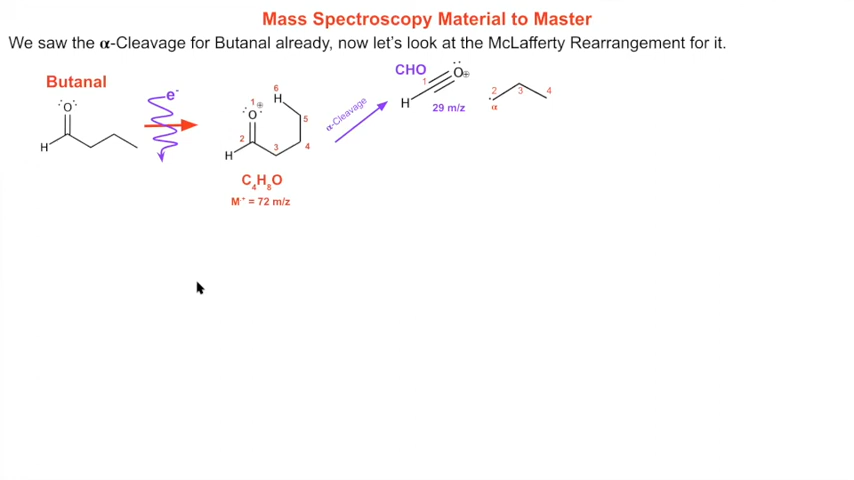 Mass Spectroscopy Material to Master
We saw the α-Cleavage for Butanal already, now let's look at the McLafferty Rearrangement for it.
Butanal
O
H
e-
1
⊕
O
6
H
5
2
3
4
H
C₄H₈O
M⁺˙ = 72 m/z
α-Cleavage
CHO
1
O⊕
H
29 m/z
2
3
4
α